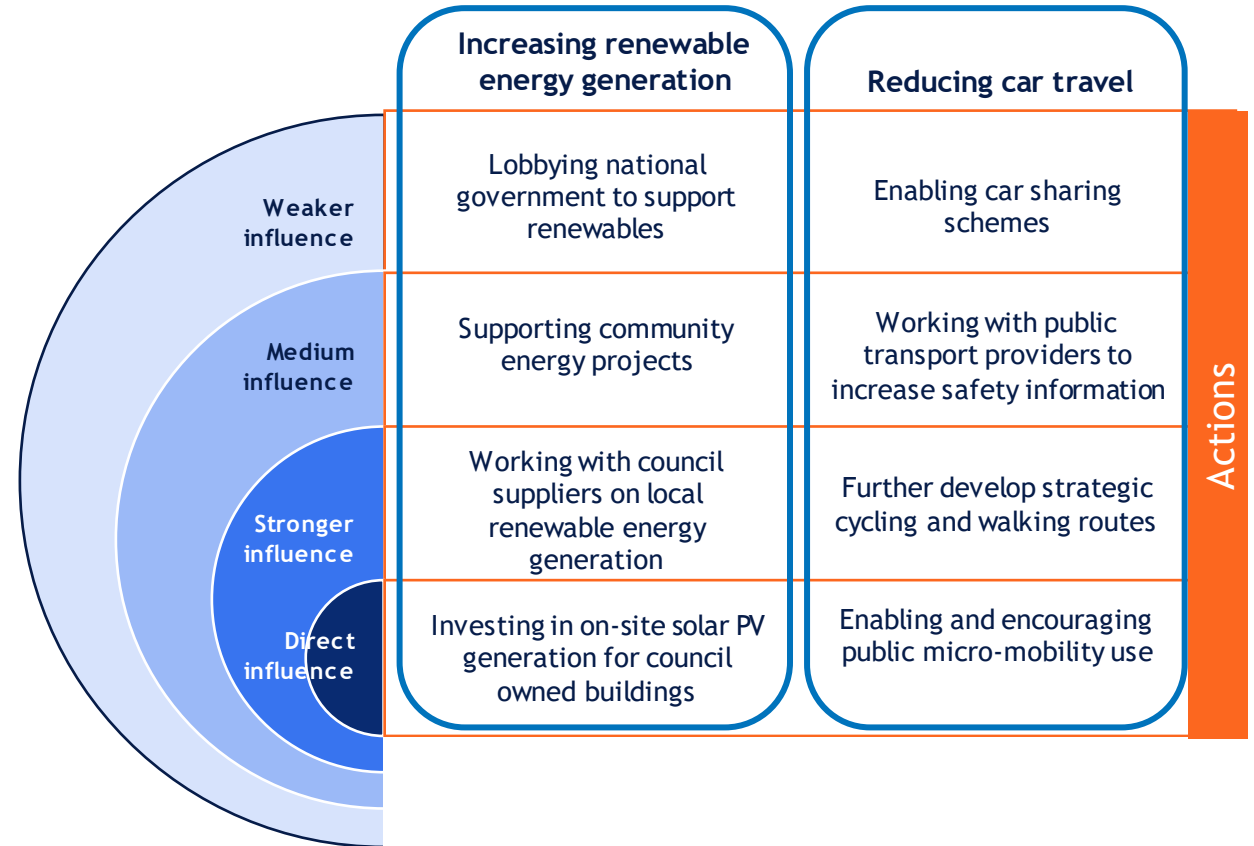 Increasing renewable
energy generation
Reducing car travel
Weaker
influence
Lobbying national
government to support
renewables
Enabling car sharing
schemes
Medium
influence
Supporting community
energy projects
Working with public
transport providers to
increase safety information
Stronger
influence
Working with council
suppliers on local
renewable energy
generation
Further develop strategic
cycling and walking routes
Direct
influence
Investing in on-site solar PV
generation for council
owned buildings
Enabling and encouraging
public micro-mobility use
Actions